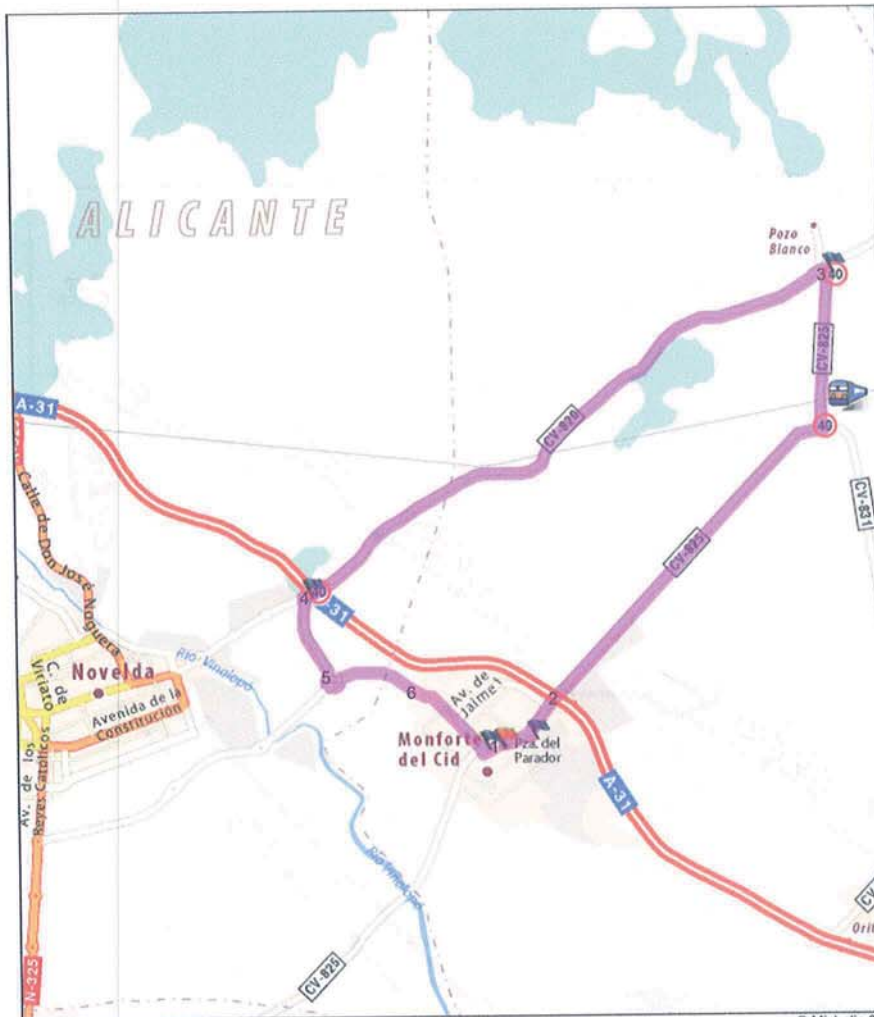 ALICANTE
Pozo
Blanco
3 40
CV-825
A-31
40
CV-820
CV-831
CV-825
Calle de Don José Noguera
4 40
A-31
Río Vinalopó
C. de
Viriato
Novelda
5
6
Av. de
Jaime I
2
Avenida de la
Constitución
Monforte
del Cid
1
Pza. del
Parador
Av. de los
Reyes Católicos
A-31
Río Vinalopó
CV-825
N-325